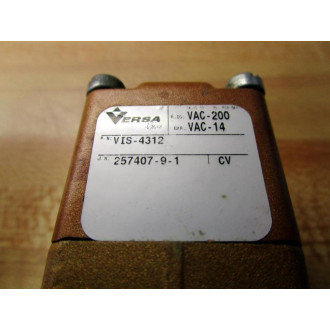 VERSA
VAC-200
VAC-14
VIS-4312
257407-9-1 CV